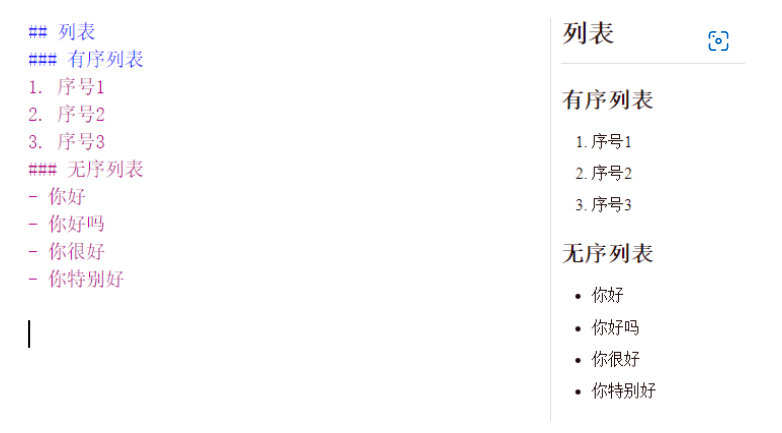 ## 列表
### 有序列表
1. 序号1
2. 序号2
3. 序号3
### 无序列表
- 你好
- 你好吗
- 你很好
- 你特别好
列表
有序列表
1. 序号1
2. 序号2
3. 序号3
无序列表
• 你好
• 你好吗
• 你很好
• 你特别好